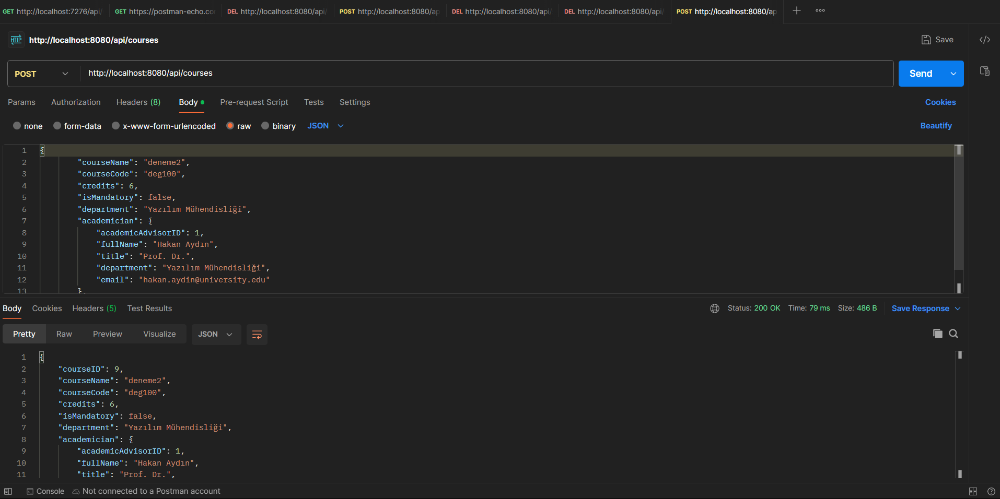 GET http://localhost:7276/api/ GET https://postman-echo.co DEL http://localhost:8080/api/ POST http://localhost:8080/ap DEL http://localhost:8080/api/ DEL http://localhost:8080/api/ POST http://localhost:8080/ap
HTTP http://localhost:8080/api/courses Save </>
POST http://localhost:8080/api/courses Send
Params Authorization Headers (8) Body Pre-request Script Tests Settings Cookies
none form-data x-www-form-urlencoded raw binary JSON Beautify
1 {
2 "courseName": "deneme2",
3 "courseCode": "deg100",
4 "credits": 6,
5 "isMandatory": false,
6 "department": "Yazılım Mühendisliği",
7 "academician": {
8 "academicAdvisorID": 1,
9 "fullName": "Hakan Aydın",
10 "title": "Prof. Dr.",
11 "department": "Yazılım Mühendisliği",
12 "email": "hakan.aydin@university.edu"
13 },
Body Cookies Headers (5) Test Results Status: 200 OK Time: 79 ms Size: 486 B Save Response
Pretty Raw Preview Visualize JSON
1 {
2 "courseID": 9,
3 "courseName": "deneme2",
4 "courseCode": "deg100",
5 "credits": 6,
6 "isMandatory": false,
7 "department": "Yazılım Mühendisliği",
8 "academician": {
9 "academicAdvisorID": 1,
10 "fullName": "Hakan Aydın",
11 "title": "Prof. Dr.",
Console Not connected to a Postman account